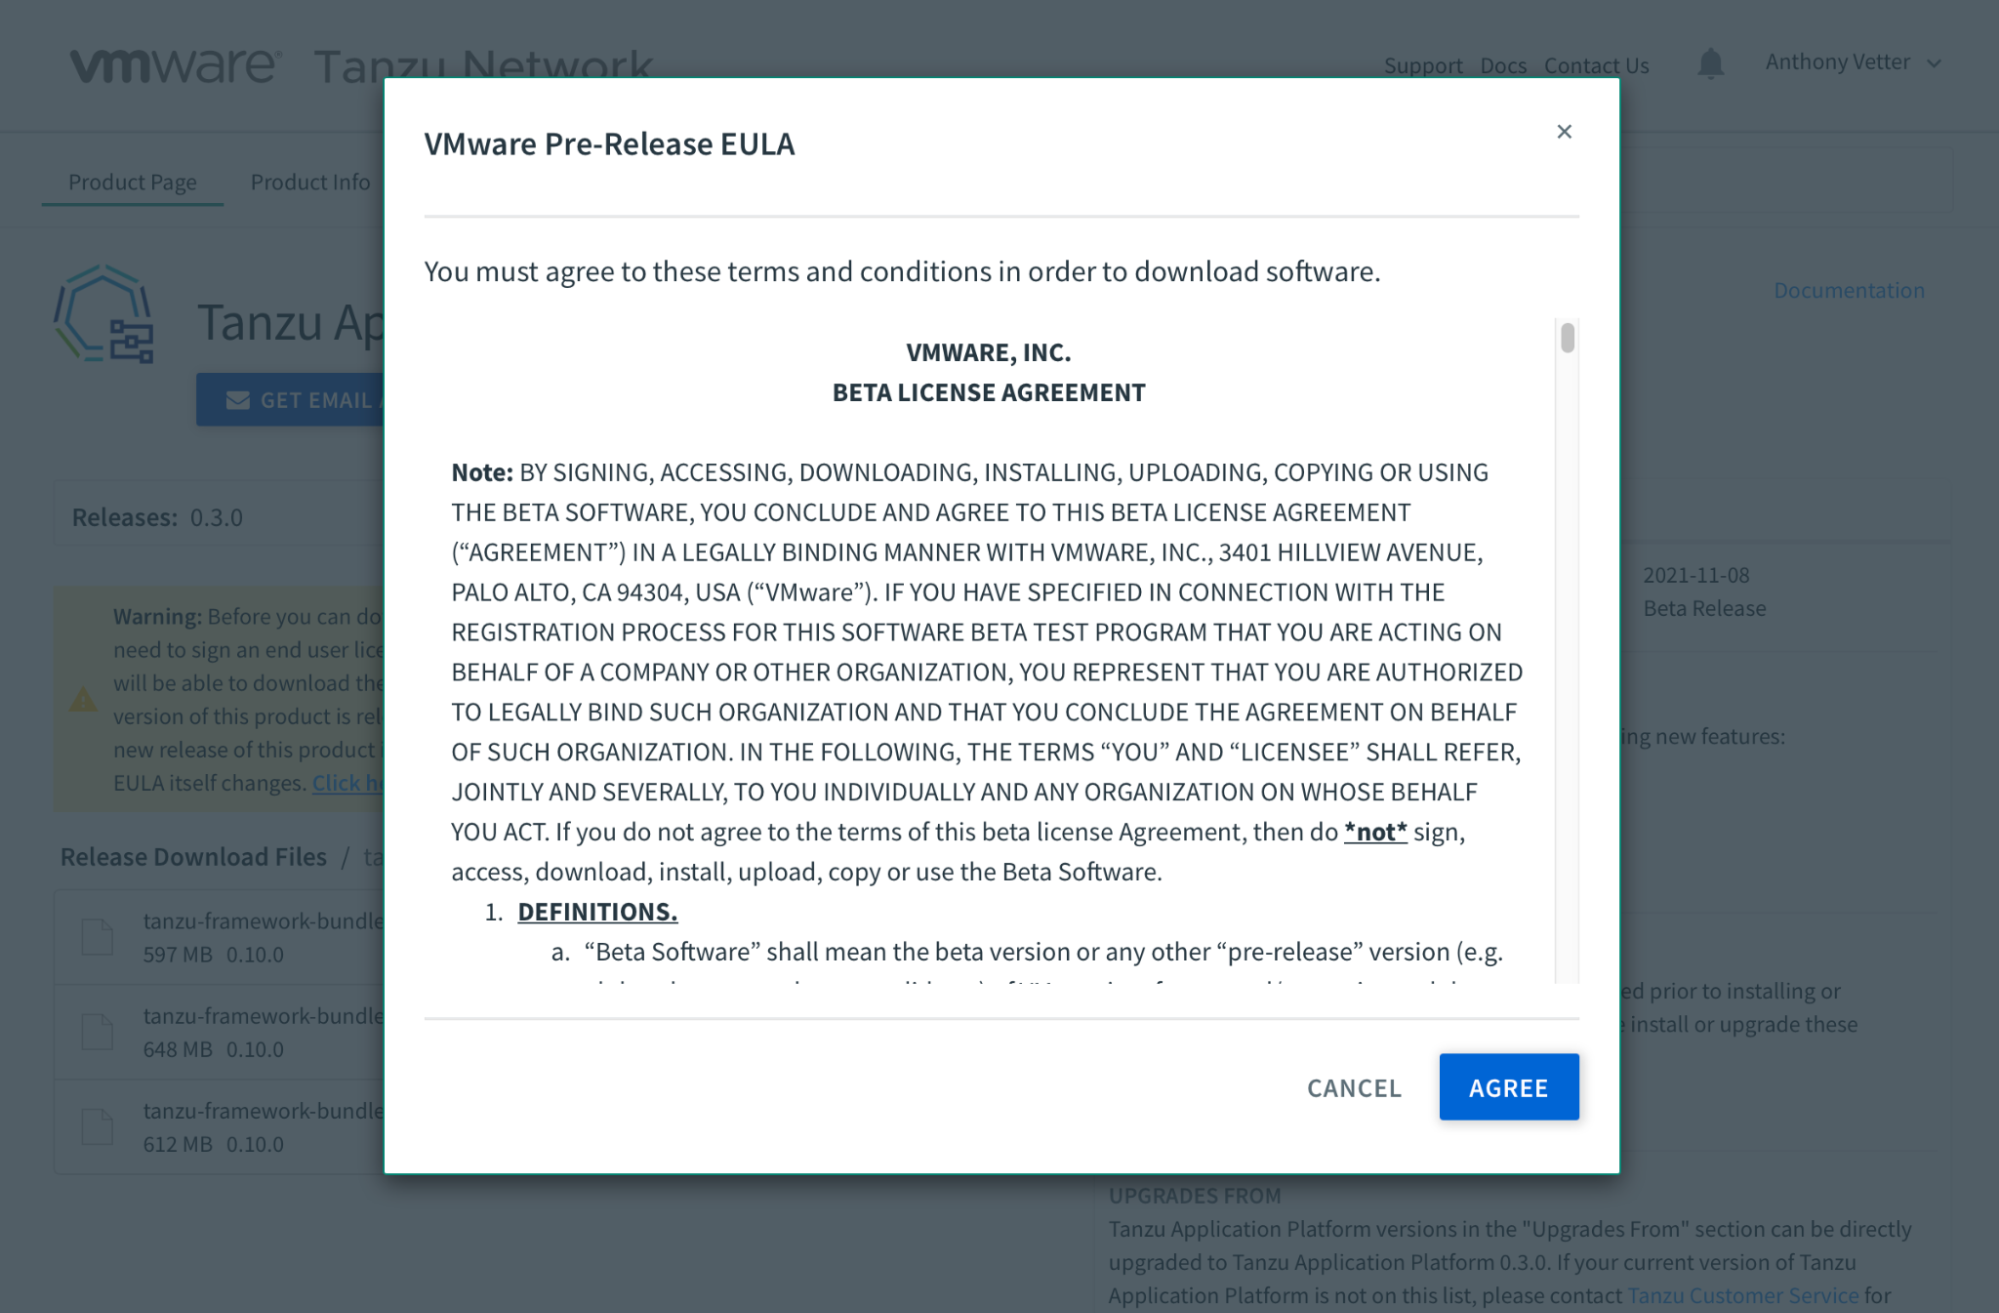 vmware® Tanzu Network
Support Docs Contact Us Anthony Vetter
Product Page Product Info
Tanzu
Documentation
GET EMAIL
Releases: 0.3.0
2021-11-08
Beta Release
Warning: Before you can
need to sign an end user
will be able to download
version of this product is
new release of this product
EULA itself changes. Click
ing new features:
Release Download Files /
tanzu-framework-bundle
597 MB 0.10.0
tanzu-framework-bundle
648 MB 0.10.0
tanzu-framework-bundle
612 MB 0.10.0
ed prior to installing or
install or upgrade these
UPGRADES FROM
Tanzu Application Platform versions in the "Upgrades From" section can be directly
upgraded to Tanzu Application Platform 0.3.0. If your current version of Tanzu
Application Platform is not on this list, please contact Tanzu Customer Service for
VMware Pre-Release EULA
×
You must agree to these terms and conditions in order to download software.
VMWARE, INC.
BETA LICENSE AGREEMENT
Note: BY SIGNING, ACCESSING, DOWNLOADING, INSTALLING, UPLOADING, COPYING OR USING
THE BETA SOFTWARE, YOU CONCLUDE AND AGREE TO THIS BETA LICENSE AGREEMENT
(“AGREEMENT”) IN A LEGALLY BINDING MANNER WITH VMWARE, INC., 3401 HILLVIEW AVENUE,
PALO ALTO, CA 94304, USA (“VMware”). IF YOU HAVE SPECIFIED IN CONNECTION WITH THE
REGISTRATION PROCESS FOR THIS SOFTWARE BETA TEST PROGRAM THAT YOU ARE ACTING ON
BEHALF OF A COMPANY OR OTHER ORGANIZATION, YOU REPRESENT THAT YOU ARE AUTHORIZED
TO LEGALLY BIND SUCH ORGANIZATION AND THAT YOU CONCLUDE THE AGREEMENT ON BEHALF
OF SUCH ORGANIZATION. IN THE FOLLOWING, THE TERMS “YOU” AND “LICENSEE” SHALL REFER,
JOINTLY AND SEVERALLY, TO YOU INDIVIDUALLY AND ANY ORGANIZATION ON WHOSE BEHALF
YOU ACT. If you do not agree to the terms of this beta license Agreement, then do *not* sign,
access, download, install, upload, copy or use the Beta Software.
1. DEFINITIONS.
a. “Beta Software” shall mean the beta version or any other “pre-release” version (e.g.
CANCEL AGREE